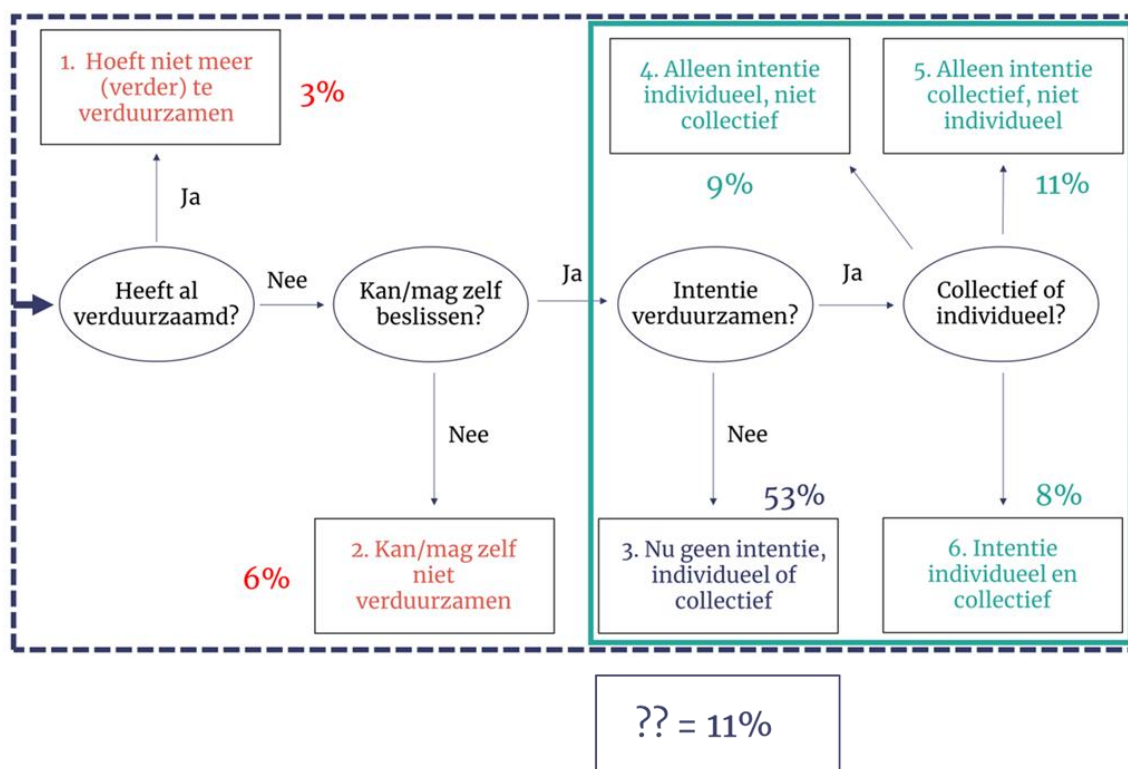 1. Hoeft niet meer
(verder) te
verduurzamen
3%
4. Alleen intentie
individueel, niet
collectief
9%
5. Alleen intentie
collectief, niet
individueel
11%
Ja
Heeft al
verduurzaamd?
Nee
Kan/mag zelf
beslissen?
Ja
Intentie
verduurzamen?
Ja
Collectief of
individueel?
Nee
Nee
6%
2. Kan/mag zelf
niet
verduurzamen
53%
3. Nu geen intentie,
individueel of
collectief
8%
6. Intentie
individueel en
collectief
?? = 11%